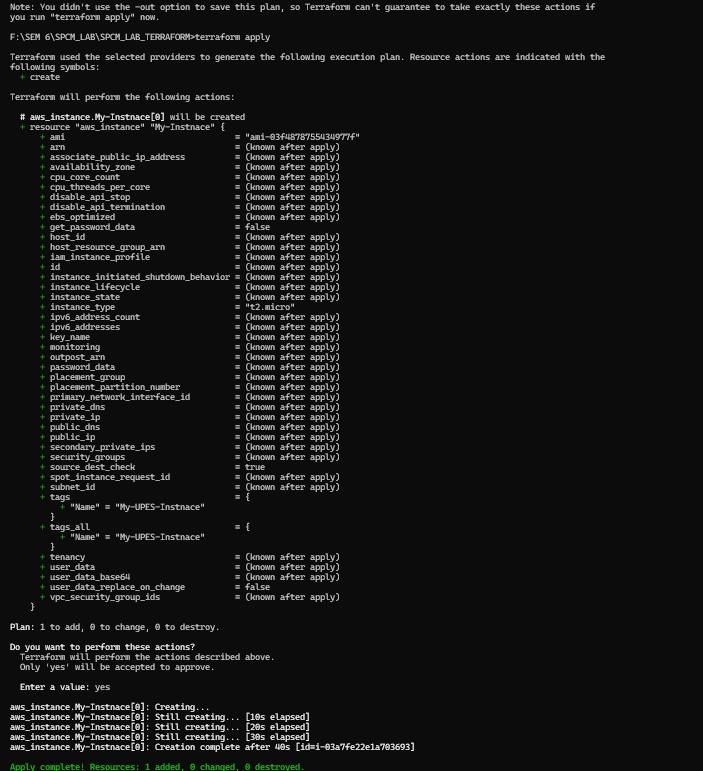 Note: You didn't use the -out option to save this plan, so Terraform can't guarantee to take exactly these actions if
you run "terraform apply" now.
F:\SEM 6\SPCM_LAB\SPCM_LAB_TERRAFORM>terraform apply
Terraform used the selected providers to generate the following execution plan. Resource actions are indicated with the
following symbols:
+ create
Terraform will perform the following actions:
# aws_instance.My-Instnace[0] will be created
+ resource "aws_instance" "My-Instnace" {
+ ami = "ami-03f4878755434977f"
+ arn = (known after apply)
+ associate_public_ip_address = (known after apply)
+ availability_zone = (known after apply)
+ cpu_core_count = (known after apply)
+ cpu_threads_per_core = (known after apply)
+ disable_api_stop = (known after apply)
+ disable_api_termination = (known after apply)
+ ebs_optimized = (known after apply)
+ get_password_data = false
+ host_id = (known after apply)
+ host_resource_group_arn = (known after apply)
+ iam_instance_profile = (known after apply)
+ id = (known after apply)
+ instance_initiated_shutdown_behavior = (known after apply)
+ instance_lifecycle = (known after apply)
+ instance_state = (known after apply)
+ instance_type = "t2.micro"
+ ipv6_address_count = (known after apply)
+ ipv6_addresses = (known after apply)
+ key_name = (known after apply)
+ monitoring = (known after apply)
+ outpost_arn = (known after apply)
+ password_data = (known after apply)
+ placement_group = (known after apply)
+ placement_partition_number = (known after apply)
+ primary_network_interface_id = (known after apply)
+ private_dns = (known after apply)
+ private_ip = (known after apply)
+ public_dns = (known after apply)
+ public_ip = (known after apply)
+ secondary_private_ips = (known after apply)
+ security_groups = (known after apply)
+ source_dest_check = true
+ spot_instance_request_id = (known after apply)
+ subnet_id = (known after apply)
+ tags = {
+ "Name" = "My-UPES-Instnace"
}
+ tags_all = {
+ "Name" = "My-UPES-Instnace"
}
+ tenancy = (known after apply)
+ user_data = (known after apply)
+ user_data_base64 = (known after apply)
+ user_data_replace_on_change = false
+ vpc_security_group_ids = (known after apply)
}
Plan: 1 to add, 0 to change, 0 to destroy.
Do you want to perform these actions?
Terraform will perform the actions described above.
Only 'yes' will be accepted to approve.
Enter a value: yes
aws_instance.My-Instnace[0]: Creating...
aws_instance.My-Instnace[0]: Still creating... [10s elapsed]
aws_instance.My-Instnace[0]: Still creating... [20s elapsed]
aws_instance.My-Instnace[0]: Still creating... [30s elapsed]
aws_instance.My-Instnace[0]: Creation complete after 40s [id=i-03a7fe22e1a703693]
Apply complete! Resources: 1 added, 0 changed, 0 destroyed.